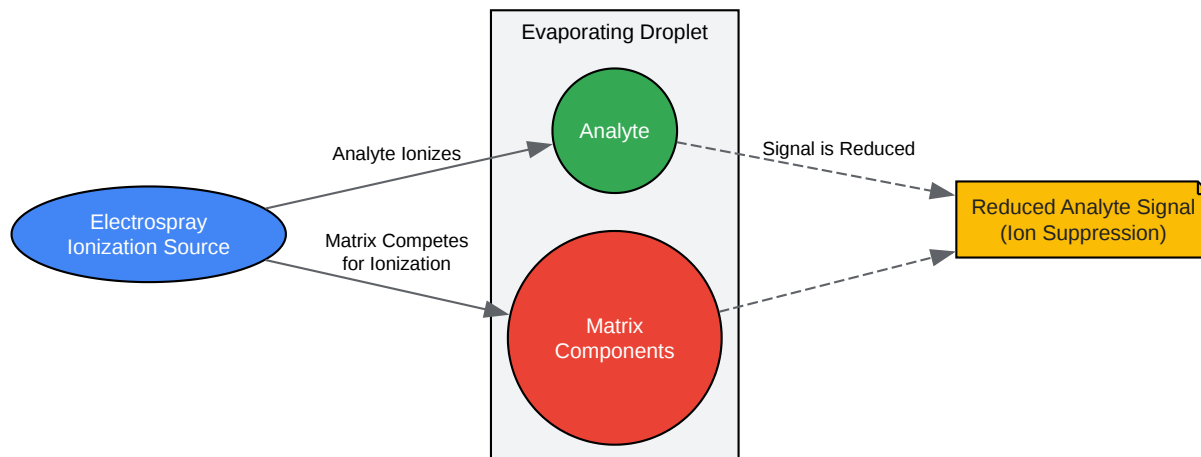 Evaporating Droplet
Analyte
Analyte Ionizes
Signal is Reduced
Electrospray
Ionization Source
Reduced Analyte Signal
(Ion Suppression)
Matrix Competes
for Ionization
Matrix
Components